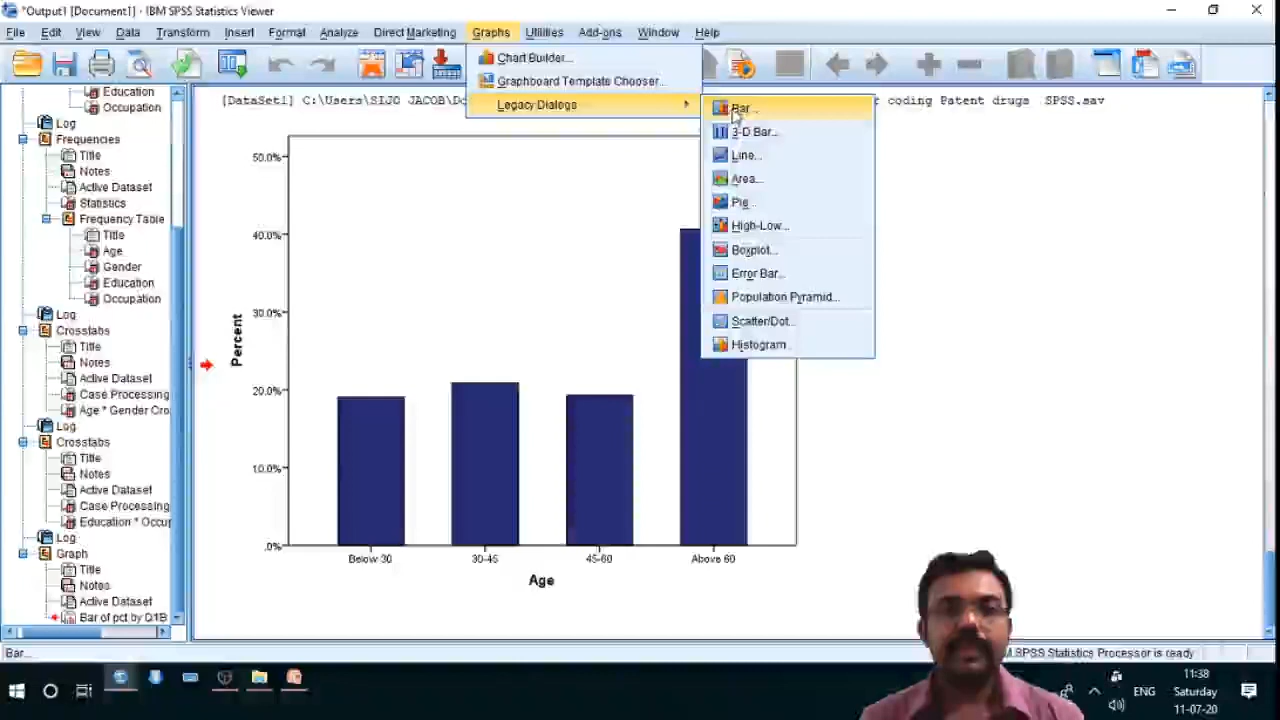 *Output1 [Document1] - IBM SPSS Statistics Viewer
File Edit View Data Transform Insert Format Analyze Direct Marketing Graphs Utilities Add-ons Window Help
Chart Builder...
Graphboard Template Chooser...
Legacy Dialogs
Bar...
3-D Bar...
Line...
Area...
Pie...
High-Low...
Boxplot...
Error Bar...
Population Pyramid...
Scatter/Dot...
Histogram...
Education
Occupation
Log
Frequencies
Title
Notes
Active Dataset
Statistics
Frequency Table
Title
Age
Gender
Education
Occupation
Log
Crosstabs
Title
Notes
Active Dataset
Case Processing
Age * Gender Cro
Log
Crosstabs
Title
Notes
Active Dataset
Case Processing
Education * Occup
Log
Graph
Title
Notes
Active Dataset
Bar of pct by Q1B
[DataSet1] C:\Users\SIJO JACOB\Do
coding Patent drugs SPSS.sav
50.0%
40.0%
30.0%
20.0%
10.0%
.0%
Percent
Below 30 30-45 45-60 Above 60
Age
Bar...
SPSS Statistics Processor is ready
ENG
11:38
Saturday
11-07-20